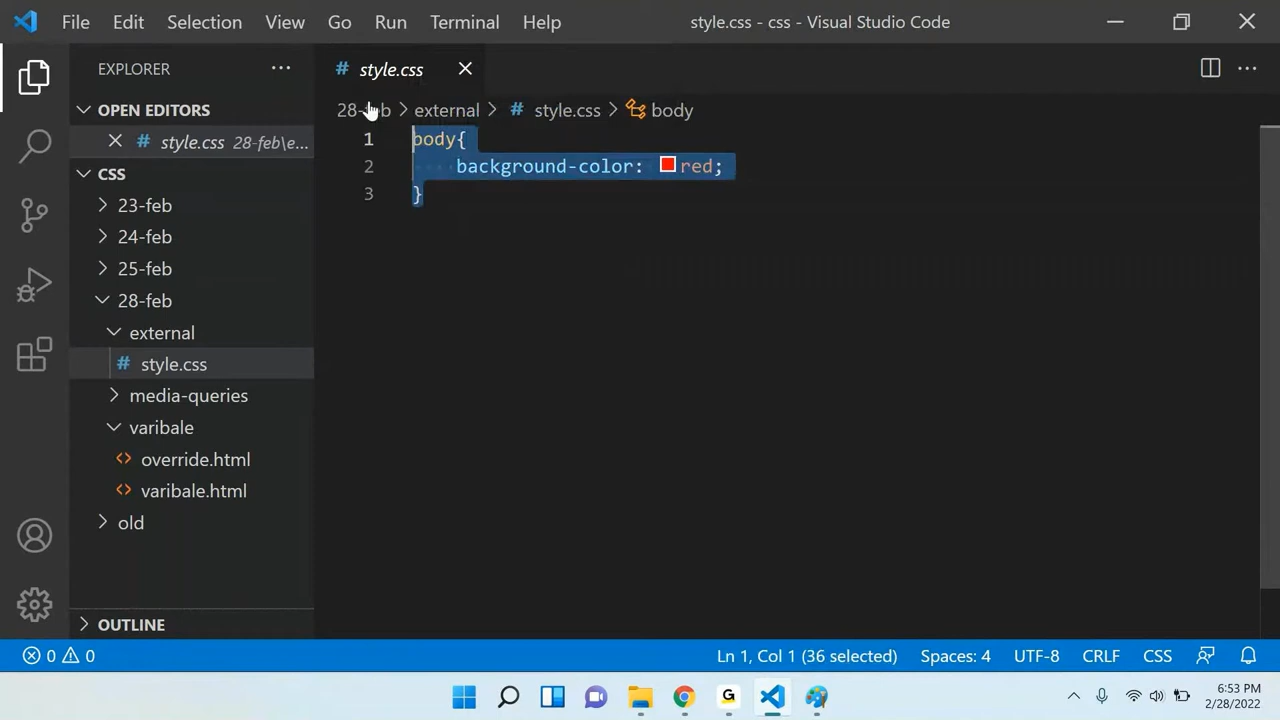 File Edit Selection View Go Run Terminal Help style.css - css - Visual Studio Code
EXPLORER
style.css
OPEN EDITORS
style.css 28-feb\e...
CSS
23-feb
24-feb
25-feb
28-feb
external
style.css
media-queries
varibale
override.html
varibale.html
old
OUTLINE
28-feb > external > # style.css > body
1 body{
2 background-color: red;
3 }
0 0 Ln 1, Col 1 (36 selected) Spaces: 4 UTF-8 CRLF CSS
6:53 PM
2/28/2022